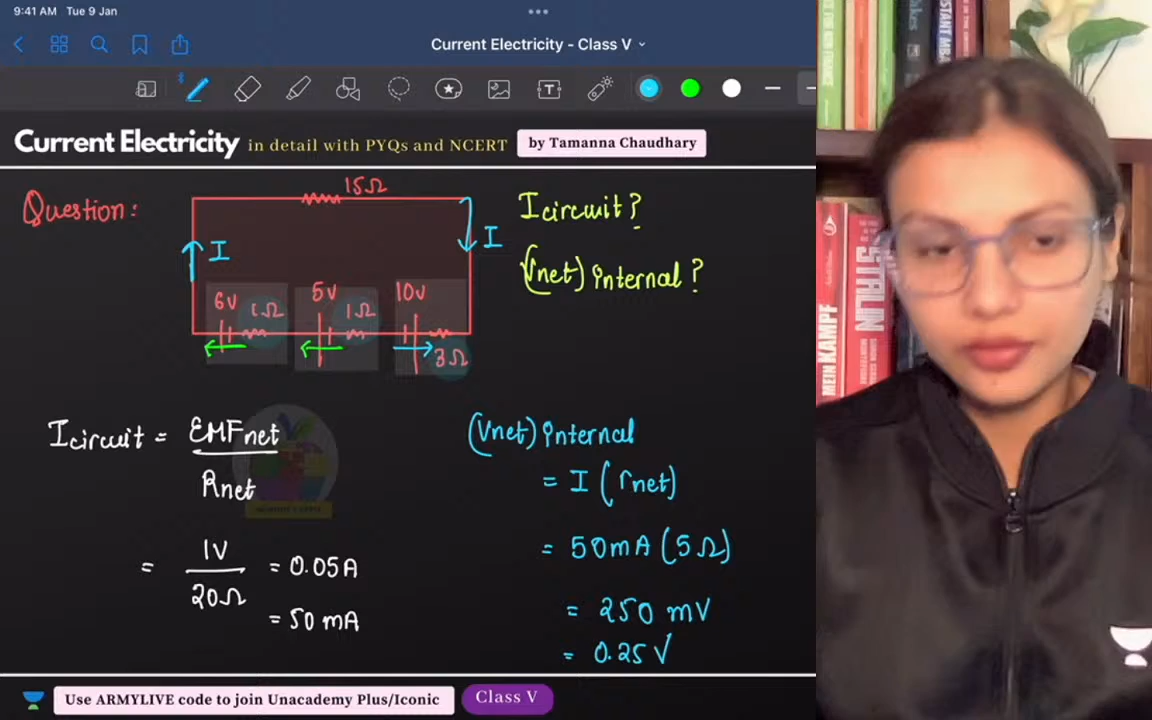 9:41 AM Tue 9 Jan
Current Electricity - Class V
T
Current Electricity in detail with PYQs and NCERT by Tamanna Chaudhary
Question:
15Ω
I
I
6V
1Ω
5V
1Ω
10V
3Ω
Icircuit?
(Vnet) internal?
Icircuit = EMFnet
Rnet
= 1V
20Ω
= 0.05A
= 50 mA
(Vnet) internal
= I (rnet)
= 50mA (5Ω)
= 250 mV
= 0.25 V
Use ARMYLIVE code to join Unacademy Plus/Iconic
Class V
STALIN
MEIN KAMPF